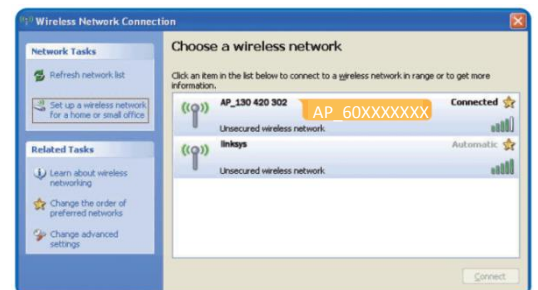 Wireless Network Connection
Network Tasks
Refresh network list
Set up a wireless network
for a home or small office
Related Tasks
Learn about wireless
networking
Change the order of
preferred networks
Change advanced
settings
Choose a wireless network
Click an item in the list below to connect to a wireless network in range or to get more
information.
AP_130 420 302
AP_60XXXXXXX
Connected
Unsecured wireless network
linksys
Automatic
Unsecured wireless network
Connect